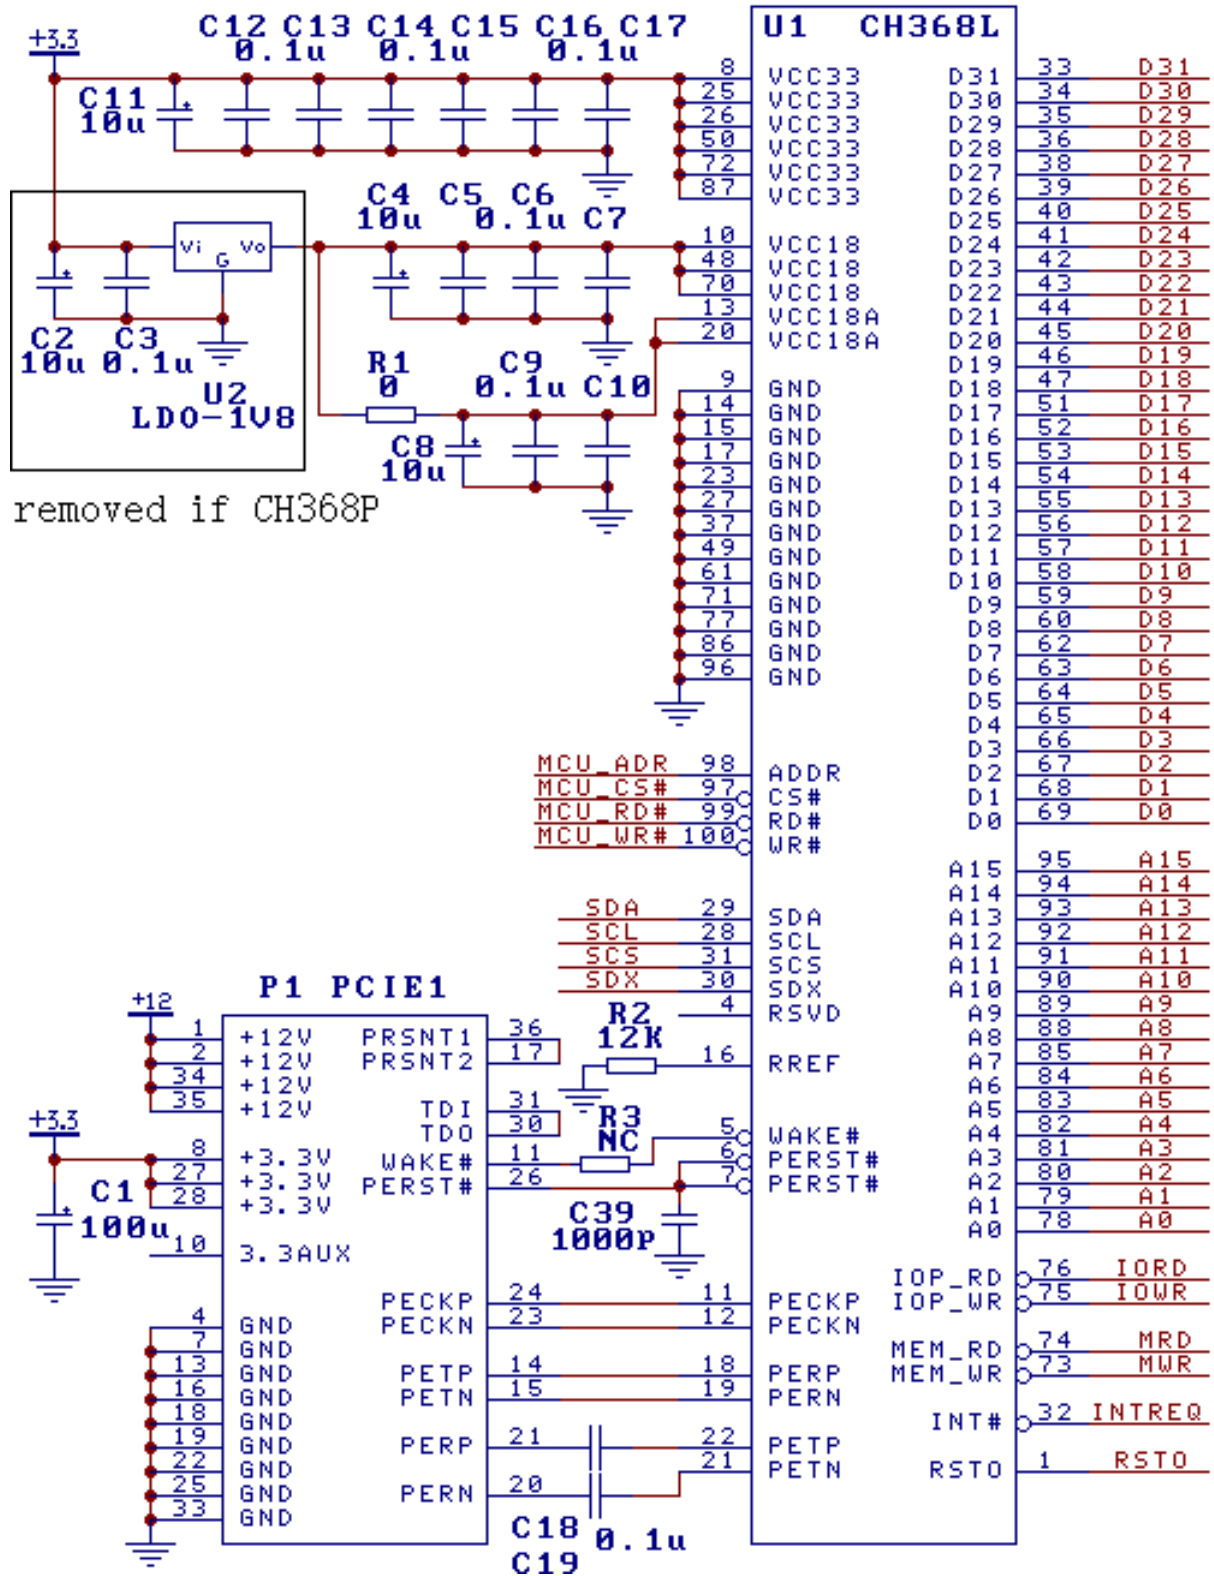 C12 C13 C14 C15 C16 C17
0.1u 0.1u 0.1u
+3.3
C11
10u
C4 C5 C6
10u 0.1u C7
Vi Vo
G
C2 C3
10u 0.1u
U2
LDO-1V8
R1
0
C9
0.1u C10
C8
10u
removed if CH368P
U1 CH368L
8 VCC33
25 VCC33
26 VCC33
50 VCC33
72 VCC33
87 VCC33
10 VCC18
48 VCC18
70 VCC18
13 VCC18A
20 VCC18A
9 GND
14 GND
15 GND
17 GND
23 GND
27 GND
37 GND
49 GND
61 GND
71 GND
77 GND
86 GND
96 GND
MCU_ADR 98 ADDR
MCU_CS# 97 CS#
MCU_RD# 99 RD#
MCU_WR# 100 WR#
SDA 29 SDA
SCL 28 SCL
SCS 31 SCS
SDX 30 SDX
4 RSVD
R2
12K
16 RREF
R3
NC
5 WAKE#
6 PERST#
7 PERST#
C39
1000P
11 PECKP
12 PECKN
18 PERP
19 PERN
22 PETP
21 PETN
D31 33 D31
D30 34 D30
D29 35 D29
D28 36 D28
D27 38 D27
D26 39 D26
D25 40 D25
D24 41 D24
D23 42 D23
D22 43 D22
D21 44 D21
D20 45 D20
D19 46 D19
D18 47 D18
D17 51 D17
D16 52 D16
D15 53 D15
D14 54 D14
D13 55 D13
D12 56 D12
D11 57 D11
D10 58 D10
D9 59 D9
D8 60 D8
D7 62 D7
D6 63 D6
D5 64 D5
D4 65 D4
D3 66 D3
D2 67 D2
D1 68 D1
D0 69 D0
A15 95 A15
A14 94 A14
A13 93 A13
A12 92 A12
A11 91 A11
A10 90 A10
A9 89 A9
A8 88 A8
A7 85 A7
A6 84 A6
A5 83 A5
A4 82 A4
A3 81 A3
A2 80 A2
A1 79 A1
A0 78 A0
IOP_RD 76 IORD
IOP_WR 75 IOWR
MEM_RD 74 MRD
MEM_WR 73 MWR
INT# 32 INTREQ
RSTO 1 RSTO
P1 PCIE1
+12
1 +12V
2 +12V
34 +12V
35 +12V
+3.3
8 +3.3V
27 +3.3V
28 +3.3V
C1
100u
10 3.3AUX
4 GND
7 GND
13 GND
16 GND
18 GND
19 GND
22 GND
25 GND
33 GND
PRSNT1 36
PRSNT2 17
TDI 31
TDO 30
WAKE# 11
PERST# 26
PECKP 24
PECKN 23
PETP 14
PETN 15
PERP 21
PERN 20
C18 0.1u
C19